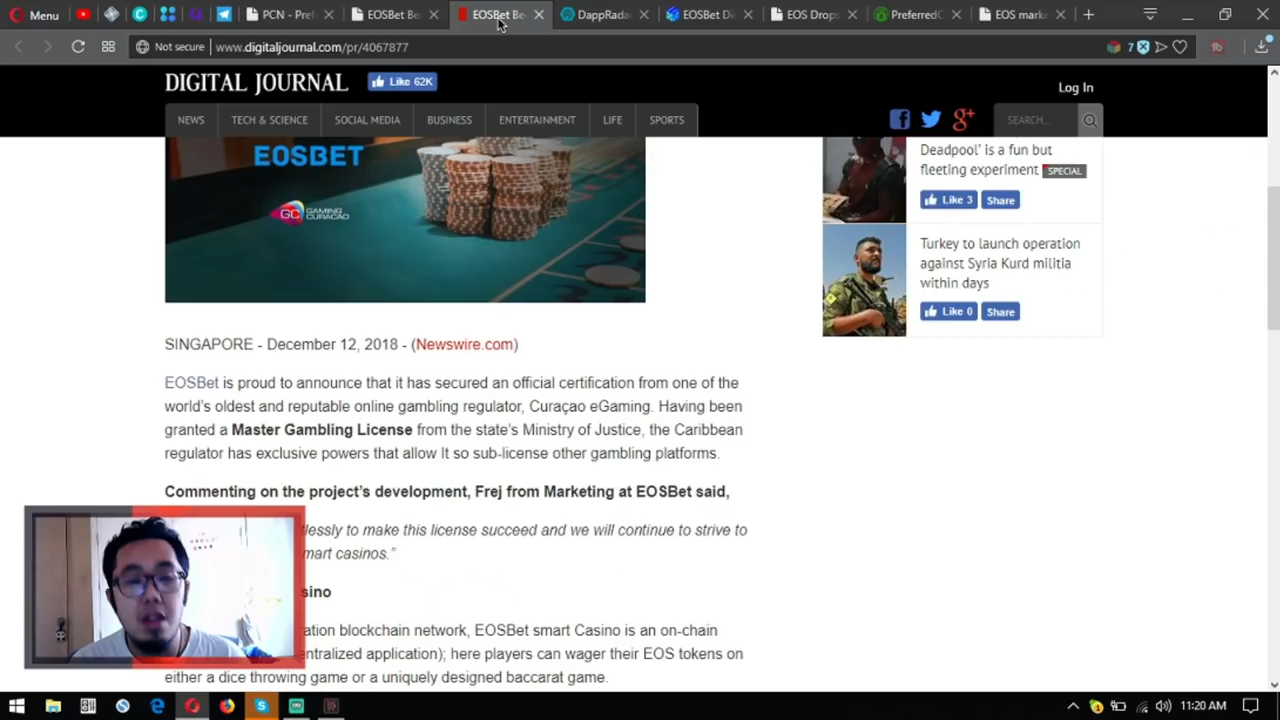 Menu
PCN - Pref
EOSBet Be
EOSBet Be
DappRada
EOSBet Di
EOS Drops
PreferredC
EOS mark
Not secure
www.digitaljournal.com/pr/4067877
7
DIGITAL JOURNAL
Like 62K
Log In
NEWS
TECH & SCIENCE
SOCIAL MEDIA
BUSINESS
ENTERTAINMENT
LIFE
SPORTS
SEARCH...
EOSBET
GC GAMING CURACAO
Deadpool' is a fun but
fleeting experiment SPECIAL
Like 3 Share
Turkey to launch operation
against Syria Kurd militia
within days
Like 0 Share
SINGAPORE - December 12, 2018 - (Newswire.com)
EOSBet is proud to announce that it has secured an official certification from one of the
world's oldest and reputable online gambling regulator, Curaçao eGaming. Having been
granted a Master Gambling License from the state's Ministry of Justice, the Caribbean
regulator has exclusive powers that allow It so sub-license other gambling platforms.
Commenting on the project's development, Frej from Marketing at EOSBet said,
lessly to make this license succeed and we will continue to strive to
mart casinos."
sino
ation blockchain network, EOSBet smart Casino is an on-chain
entralized application); here players can wager their EOS tokens on
either a dice throwing game or a uniquely designed baccarat game.
11:20 AM